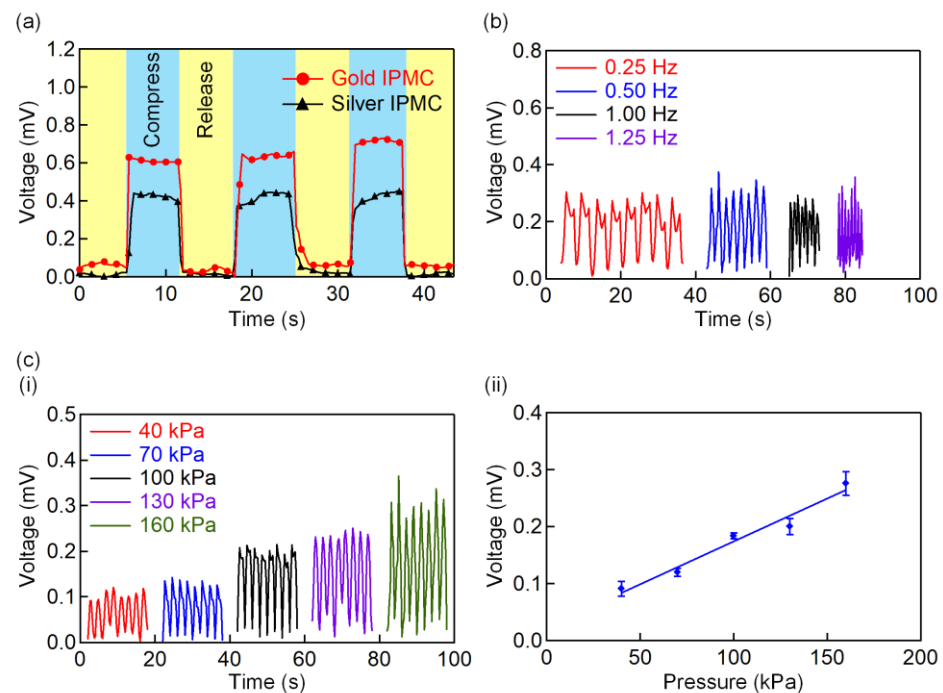 (a)
1.2
1.0
0.8
0.6
0.4
0.2
0.0
Voltage (mV)
Compress
Release
Gold IPMC
Silver IPMC
0 10 20 30 40
Time (s)
(b)
0.8
0.6
0.4
0.2
0.0
Voltage (mV)
0.25 Hz
0.50 Hz
1.00 Hz
1.25 Hz
0 20 40 60 80 100
Time (s)
(c)
(i)
0.5
0.4
0.3
0.2
0.1
0.0
Voltage (mV)
40 kPa
70 kPa
100 kPa
130 kPa
160 kPa
0 20 40 60 80 100
Time (s)
(ii)
0.4
0.3
0.2
0.1
0.0
Voltage (mV)
0 50 100 150 200
Pressure (kPa)